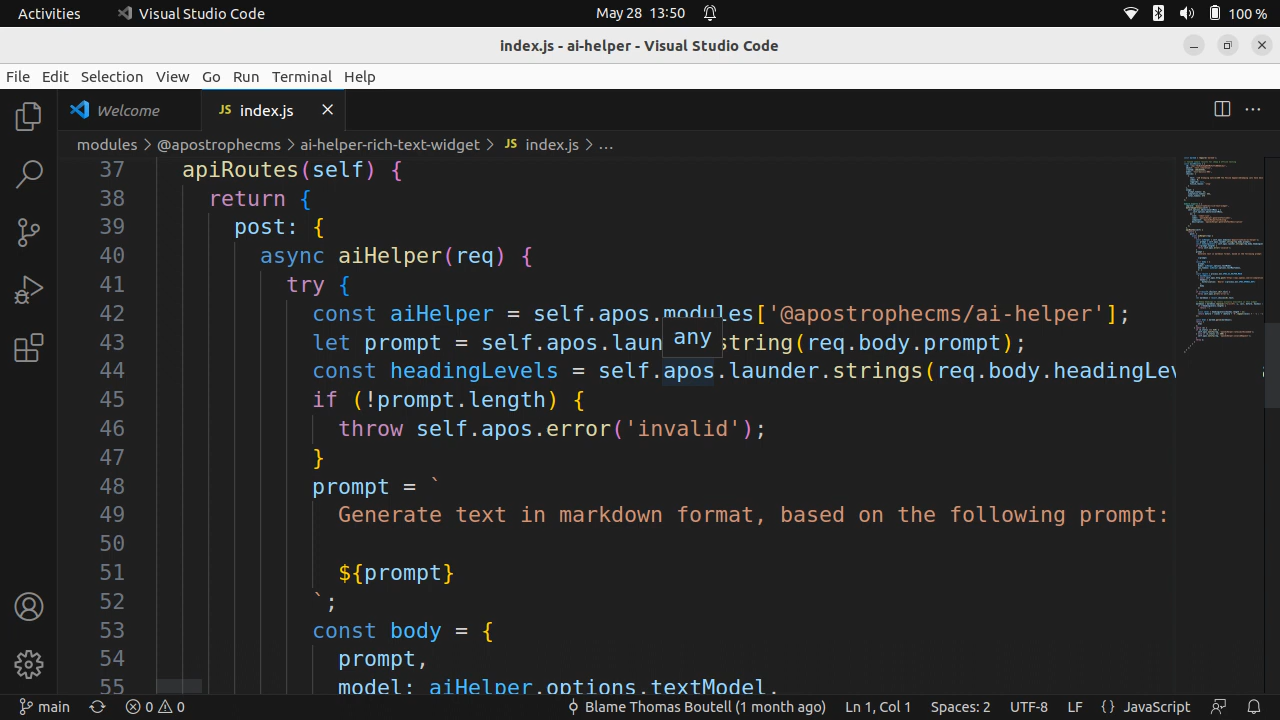 Activities Visual Studio Code May 28 13:50 100 %
index.js - ai-helper - Visual Studio Code
File Edit Selection View Go Run Terminal Help
Welcome JS index.js
modules > @apostrophecms > ai-helper-rich-text-widget > JS index.js > ...
37 apiRoutes(self) {
38 return {
39 post: {
40 async aiHelper(req) {
41 try {
42 const aiHelper = self.apos.modules['@apostrophecms/ai-helper'];
43 let prompt = self.apos.laun string(req.body.prompt);
any
44 const headingLevels = self.apos.launder.strings(req.body.headingLev
45 if (!prompt.length) {
46 throw self.apos.error('invalid');
47 }
48 prompt = `
49 Generate text in markdown format, based on the following prompt:
50
51 ${prompt}
52 `;
53 const body = {
54 prompt,
55 model: aiHelper.options.textModel,
main 0 0 Blame Thomas Boutell (1 month ago) Ln 1, Col 1 Spaces: 2 UTF-8 LF {} JavaScript